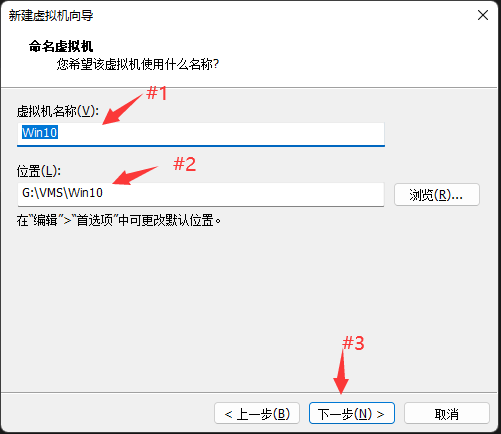 新建虚拟机向导
命名虚拟机
您希望该虚拟机使用什么名称?
#1
虚拟机名称(V):
Win10
#2
位置(L):
G:\VMS\Win10
浏览(R)...
在“编辑”>“首选项”中可更改默认位置。
#3
< 上一步(B)
下一步(N) >
取消